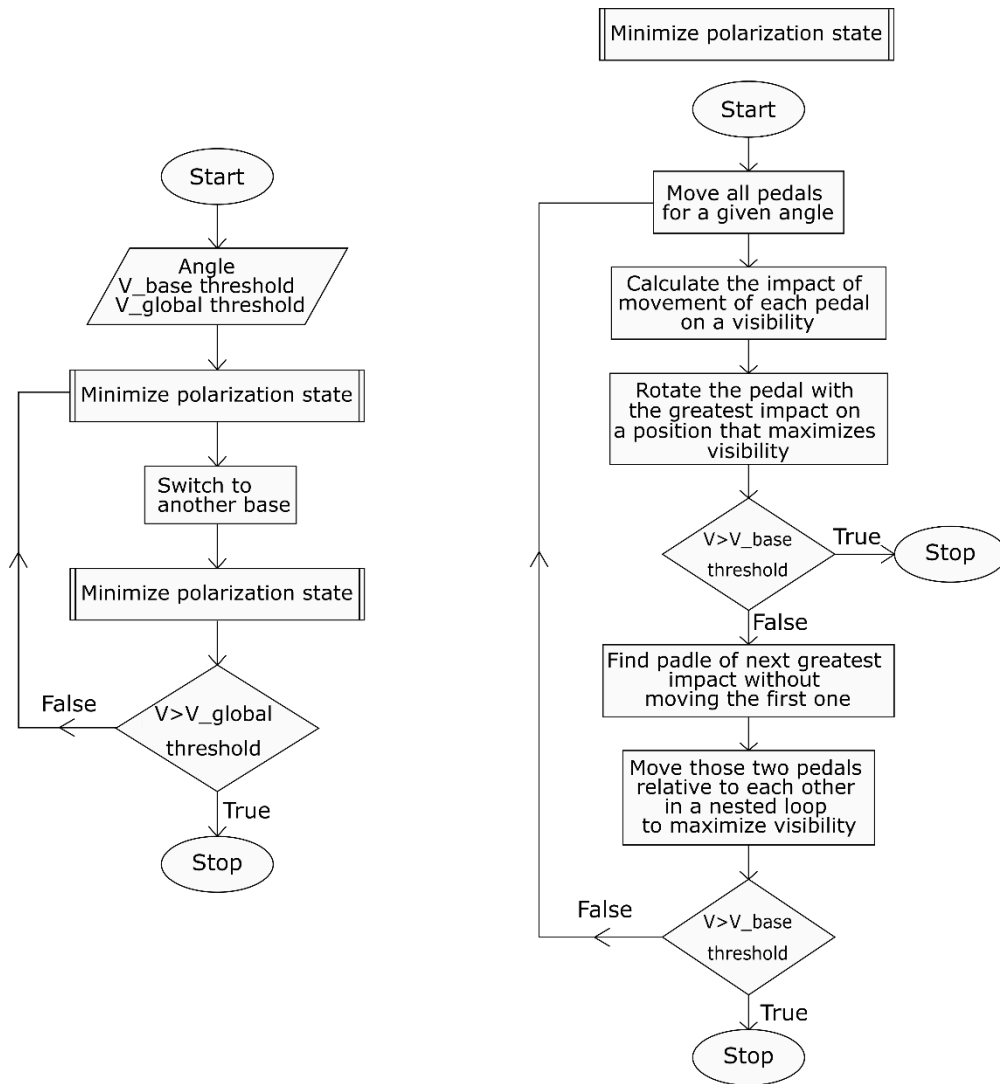 Start
Angle
V_base threshold
V_global threshold
Minimize polarization state
Switch to
another base
Minimize polarization state
False
V>V_global
threshold
True
Stop
Minimize polarization state
Start
Move all pedals
for a given angle
Calculate the impact of
movement of each pedal
on a visibility
Rotate the pedal with
the greatest impact on
a position that maximizes
visibility
V>V_base
threshold
True
Stop
False
Find padle of next greatest
impact without
moving the first one
Move those two pedals
relative to each other
in a nested loop
to maximize visibility
False
V>V_base
threshold
True
Stop